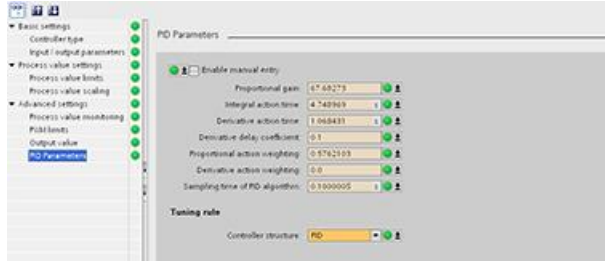 Basic settings
Controller type
Input / output parameters
Process value settings
Process value limits
Process value scaling
Advanced settings
Process value monitoring
PWM limits
Output value
PID Parameters
PID Parameters
Enable manual entry
Proportional gain: 67.68273
Integral action time: 4.748969 s
Derivative action time: 1.068431 s
Derivative delay coefficient: 0.1
Proportional action weighting: 0.5762103
Derivative action weighting: 0.0
Sampling time of PID algorithm: 0.1000005 s
Tuning rule
Controller structure: PID